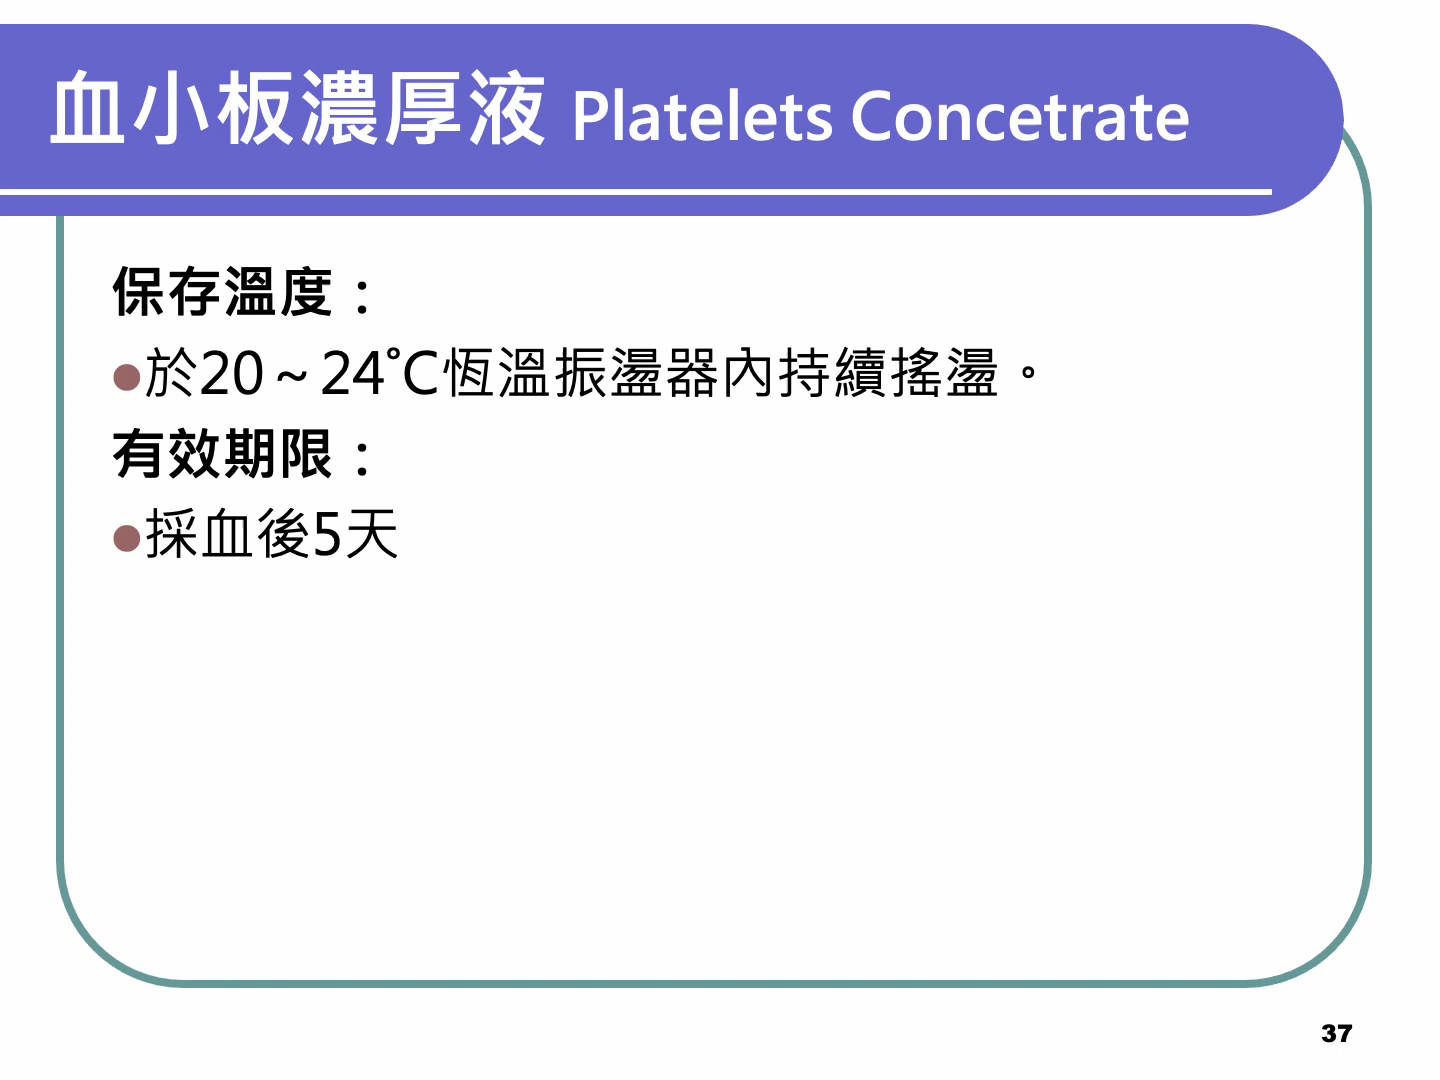 血小板濃厚液 Platelets Concetrate
保存溫度：
●於20～24˚C恆溫振盪器內持續搖盪。
有效期限：
●採血後5天
37